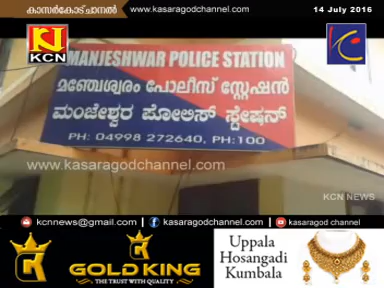 കാസർകോട് ചാനൽ
www.kasaragodchannel.com
14 July 2016
KCN
MANJESHWAR POLICE STATION
മഞ്ചേശ്വരം പോലീസ് സ്റ്റേഷൻ
ಮಂಜೇಶ್ವರ ಪೋಲಿಸ್ ಸ್ಟೇಷನ್
PH: 04998 272640, PH:100
www.kasaragodchannel.com
KCN NEWS
kcnnews@gmail.com | kasaragodchannel.com | kasaragod channel
GOLD KING
THE TRUST WITH QUALITY
Uppala
Hosangadi
Kumbala